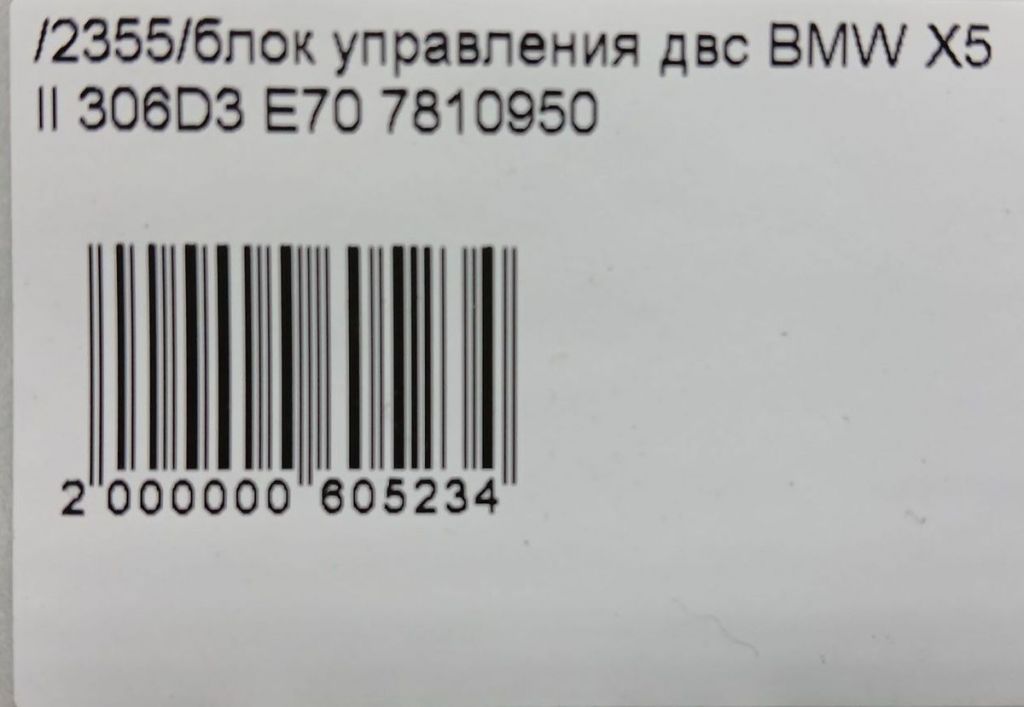 /2355/блок управления двс BMW X5
II 306D3 E70 7810950
2 000000 605234